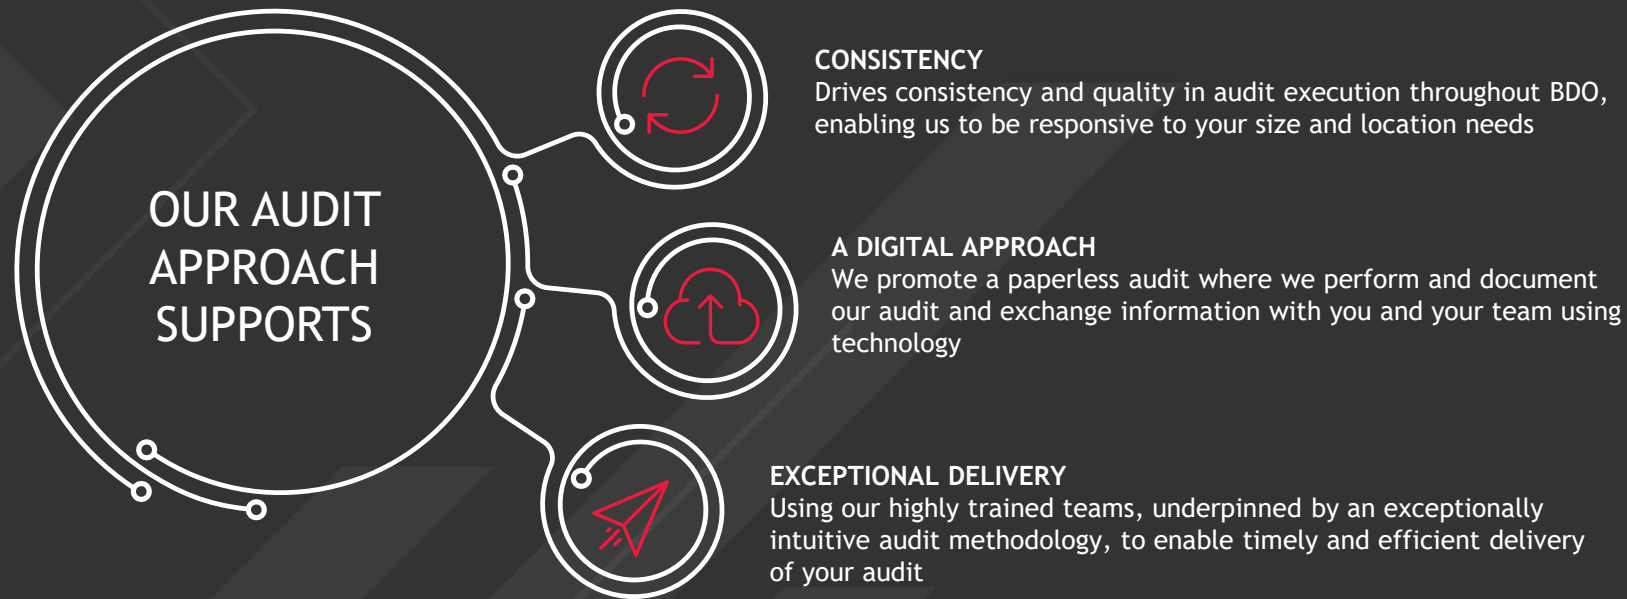 OUR AUDIT
APPROACH
SUPPORTS
CONSISTENCY
Drives consistency and quality in audit execution throughout BDO,
enabling us to be responsive to your size and location needs
A DIGITAL APPROACH
We promote a paperless audit where we perform and document
our audit and exchange information with you and your team using
technology
EXCEPTIONAL DELIVERY
Using our highly trained teams, underpinned by an exceptionally
intuitive audit methodology, to enable timely and efficient delivery
of your audit